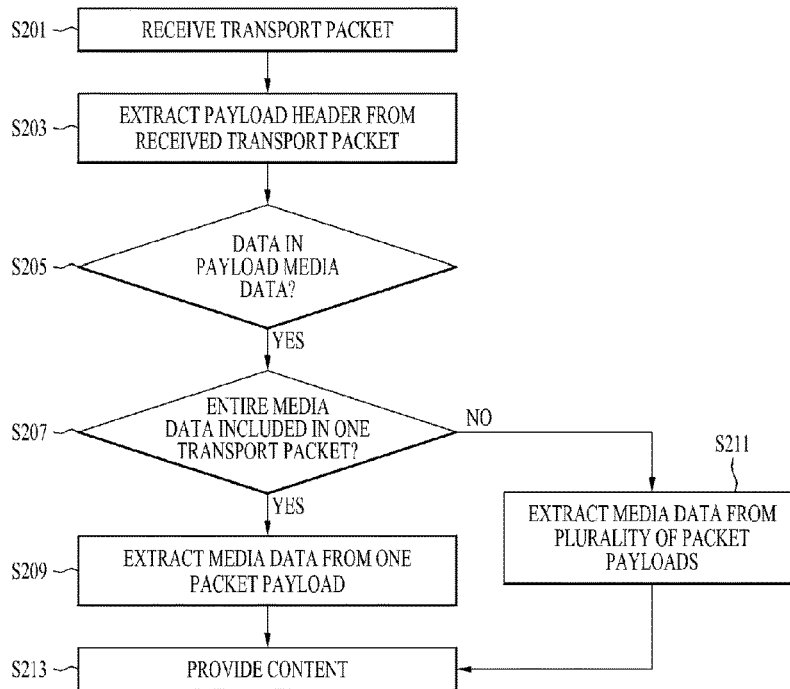 S201
RECEIVE TRANSPORT PACKET
S203
EXTRACT PAYLOAD HEADER FROM
RECEIVED TRANSPORT PACKET
S205
DATA IN
PAYLOAD MEDIA
DATA?
YES
S207
ENTIRE MEDIA
DATA INCLUDED IN ONE
TRANSPORT PACKET?
NO
YES
S211
EXTRACT MEDIA DATA FROM
PLURALITY OF PACKET
PAYLOADS
S209
EXTRACT MEDIA DATA FROM ONE
PACKET PAYLOAD
S213
PROVIDE CONTENT